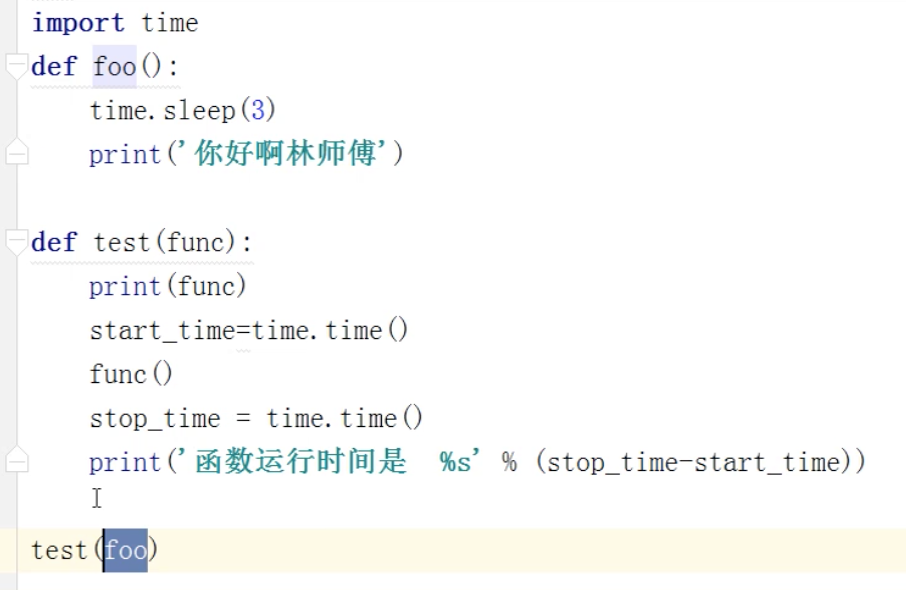 import time
def foo():
    time.sleep(3)
    print('你好啊林师傅')
def test(func):
    print(func)
    start_time=time.time()
    func()
    stop_time = time.time()
    print('函数运行时间是  %s' % (stop_time-start_time))
test(foo)